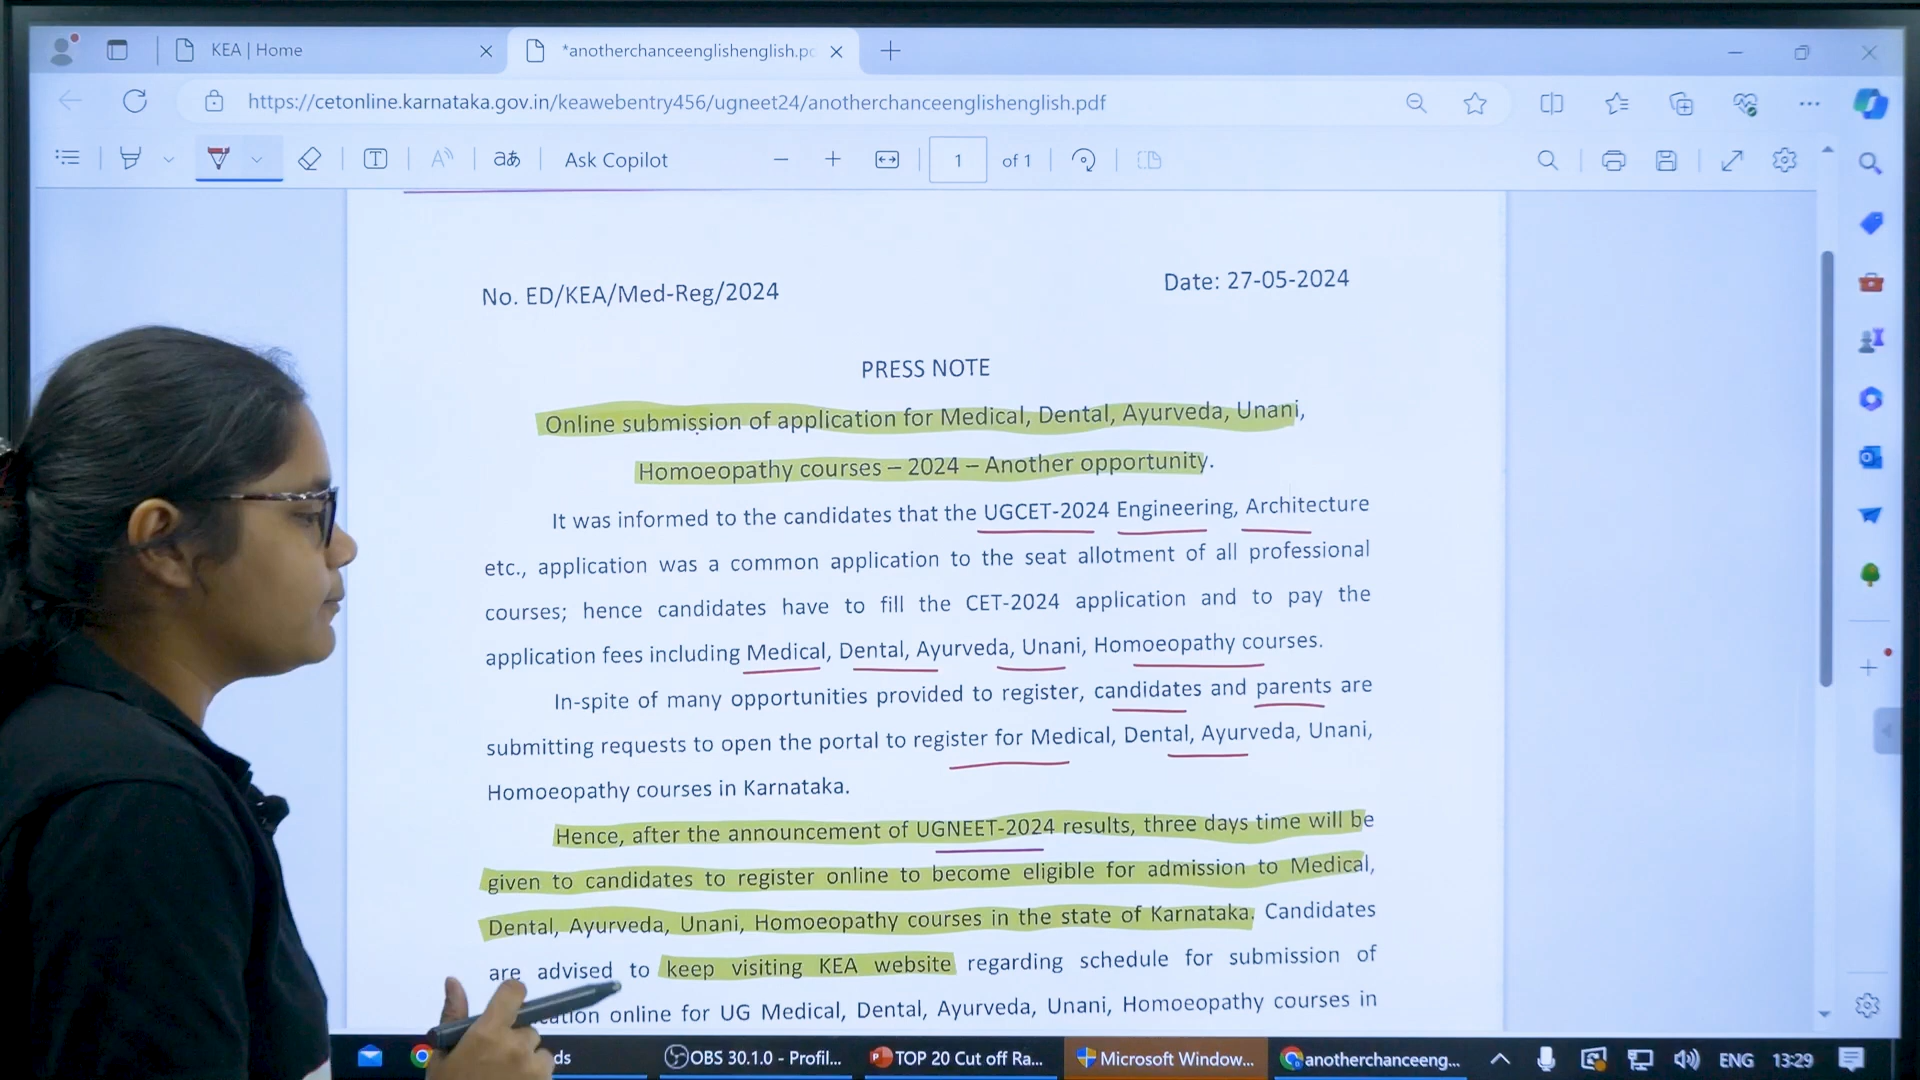 KEA | Home
*anotherchanceenglishenglish.pd
https://cetonline.karnataka.gov.in/keawebentry456/ugneet24/anotherchanceenglishenglish.pdf
Ask Copilot
1
of 1
No. ED/KEA/Med-Reg/2024
Date: 27-05-2024
PRESS NOTE
Online submission of application for Medical, Dental, Ayurveda, Unani,
Homoeopathy courses – 2024 – Another opportunity.
It was informed to the candidates that the UGCET-2024 Engineering, Architecture
etc., application was a common application to the seat allotment of all professional
courses; hence candidates have to fill the CET-2024 application and to pay the
application fees including Medical, Dental, Ayurveda, Unani, Homoeopathy courses.
In-spite of many opportunities provided to register, candidates and parents are
submitting requests to open the portal to register for Medical, Dental, Ayurveda, Unani,
Homoeopathy courses in Karnataka.
Hence, after the announcement of UGNEET-2024 results, three days time will be
given to candidates to register online to become eligible for admission to Medical,
Dental, Ayurveda, Unani, Homoeopathy courses in the state of Karnataka. Candidates
are advised to keep visiting KEA website regarding schedule for submission of
online for UG Medical, Dental, Ayurveda, Unani, Homoeopathy courses in
OBS 30.1.0 - Profil...
TOP 20 Cut off Ra...
Microsoft Window...
anotherchanceeng...
ENG
13:29